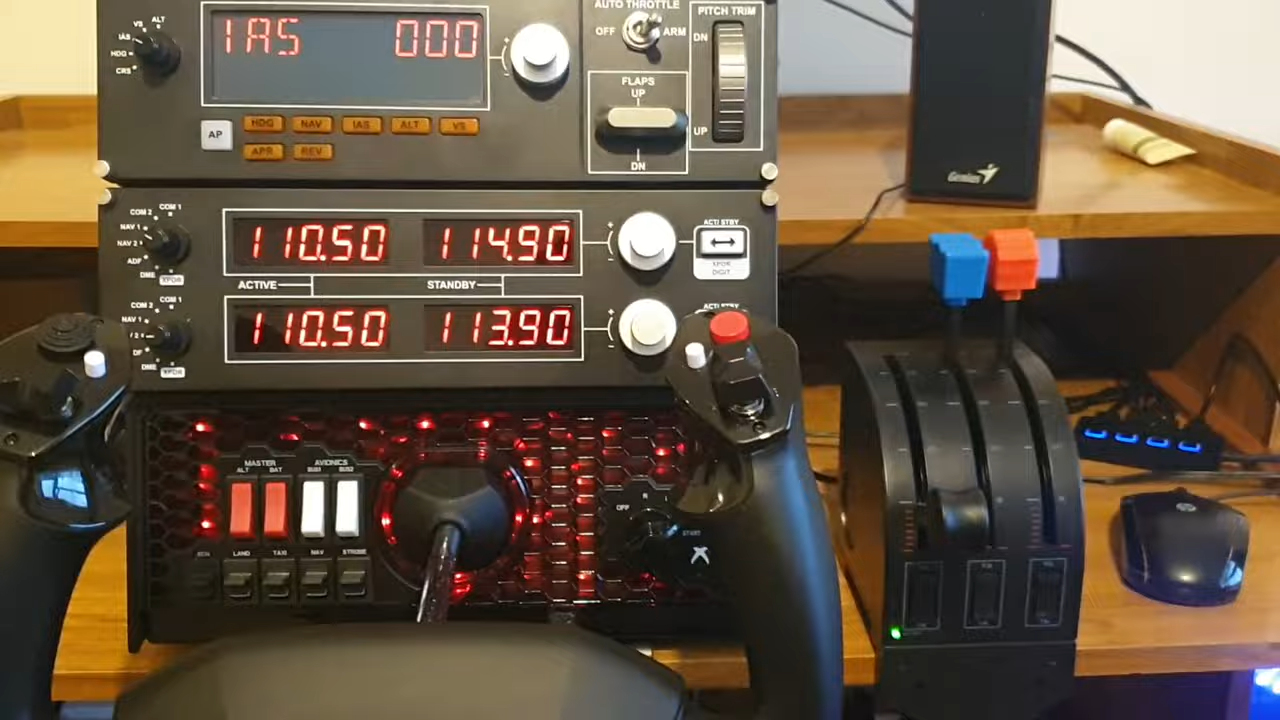 AUTO THROTTLE
OFF
ARM
PITCH TRIM
DN
UP
VS
ALT
IAS
HDG
CRS
IAS 000
FLAPS
UP
DN
AP
HDG
NAV
IAS
ALT
VS
APR
REV
Genius
COM 2
COM 1
NAV 1
NAV 2
ADF
DME
XPDR
110.50
114.90
ACT/STBY
XPDR
DIGIT
ACTIVE
STANDBY
COM 2
COM 1
NAV 1
DME
XPDR
110.50
113.90
ACT/STBY
MASTER
ALT
BAT
AVIONICS
BUS1
BUS2
LAND
TAXI
NAV
STROBE
OFF
R
L
START